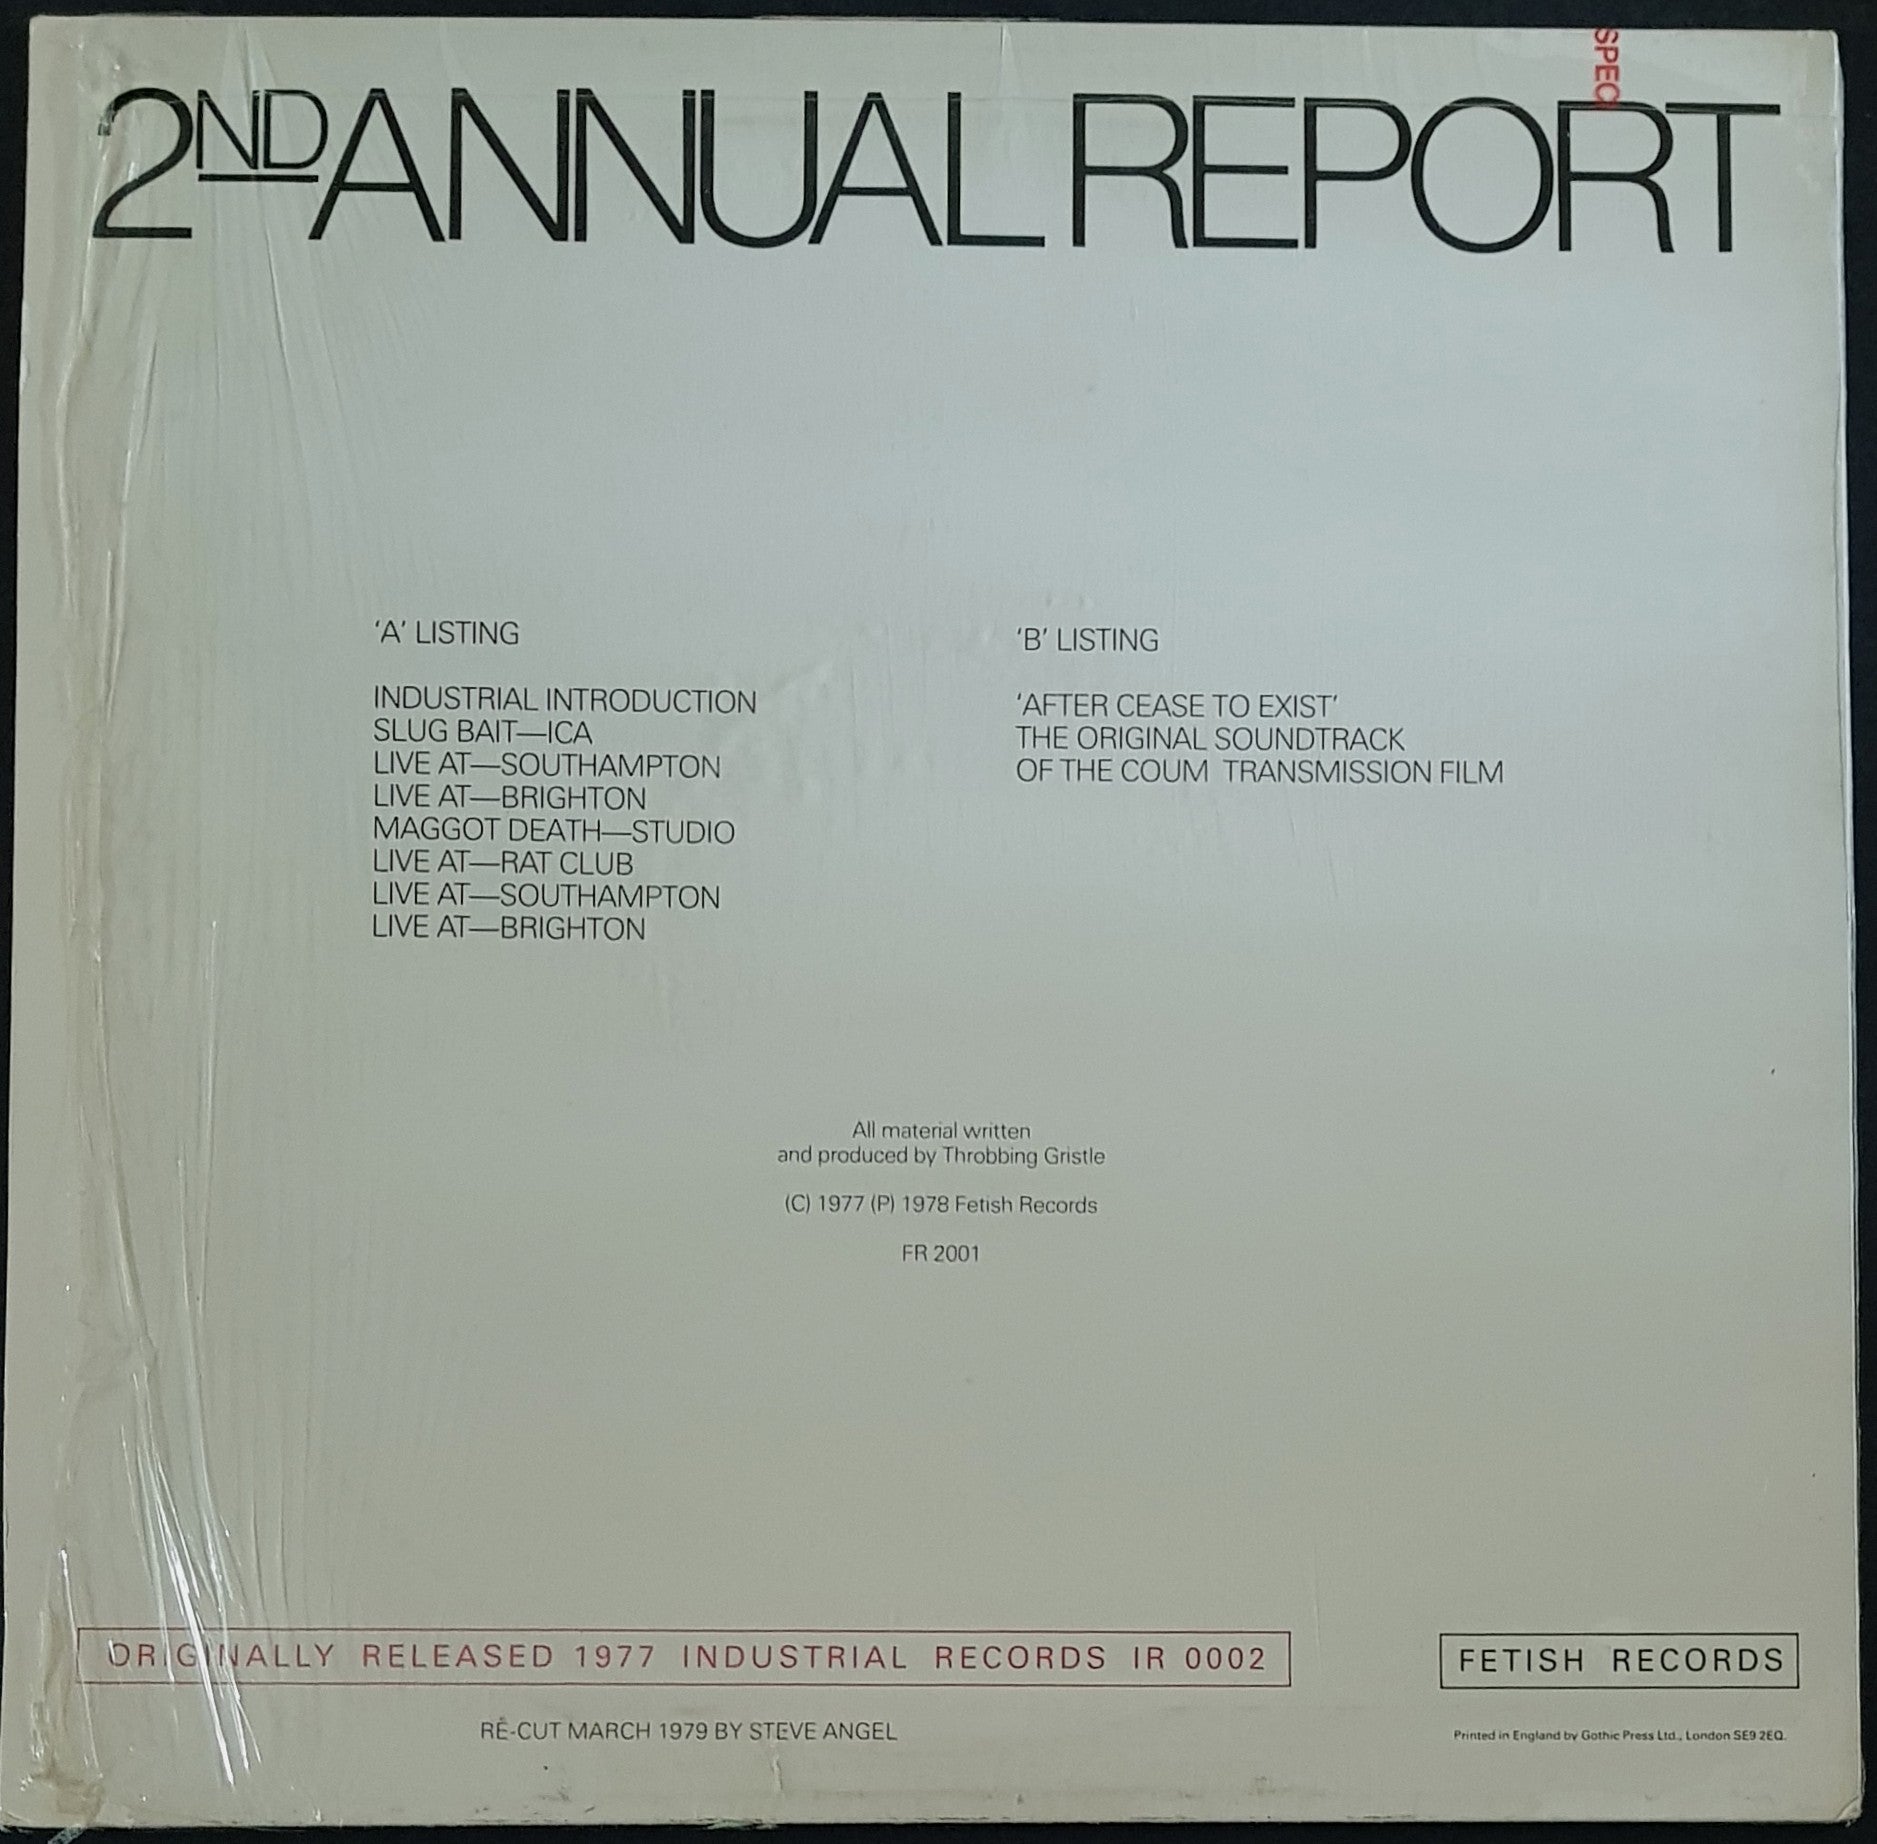 SPEC
2ND ANNUAL REPORT
'A' LISTING
INDUSTRIAL INTRODUCTION
SLUG BAIT—ICA
LIVE AT—SOUTHAMPTON
LIVE AT—BRIGHTON
MAGGOT DEATH—STUDIO
LIVE AT—RAT CLUB
LIVE AT—SOUTHAMPTON
LIVE AT—BRIGHTON
'B' LISTING
'AFTER CEASE TO EXIST'
THE ORIGINAL SOUNDTRACK
OF THE COUM TRANSMISSION FILM
All material written
and produced by Throbbing Gristle
(C) 1977 (P) 1978 Fetish Records
FR 2001
ORIGINALLY RELEASED 1977 INDUSTRIAL RECORDS IR 0002
FETISH RECORDS
RE-CUT MARCH 1979 BY STEVE ANGEL
Printed in England by Gothic Press Ltd., London SE9 2EQ.